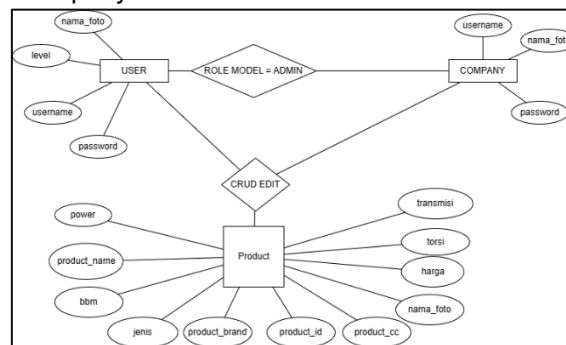 nama_foto
username
level
USER
ROLE MODEL = ADMIN
COMPANY
nama_foto
username
password
password
CRUD EDIT
transmisi
power
torsi
product_name
Product
harga
bbm
nama_foto
jenis
product_brand
product_id
product_cc